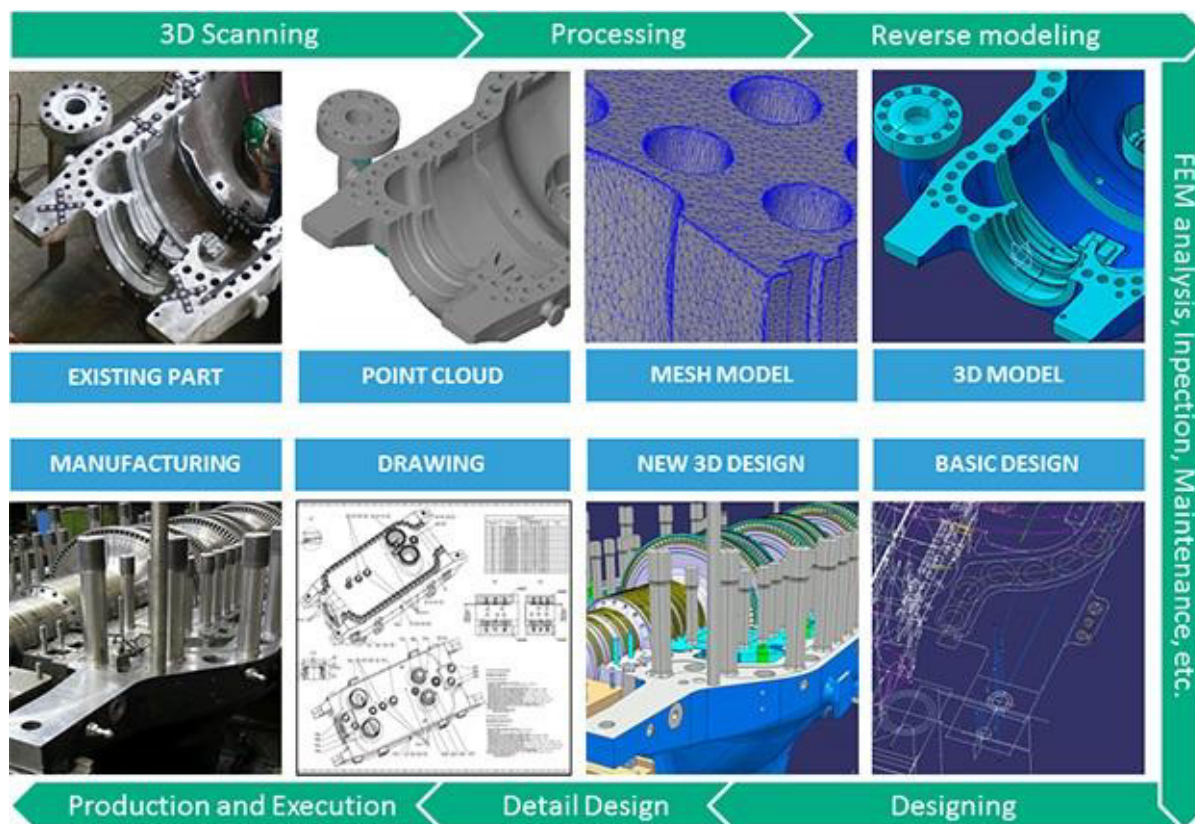 3D Scanning
Processing
Reverse modeling
EXISTING PART
POINT CLOUD
MESH MODEL
3D MODEL
FEM analysis, Inpection, Maintenance, etc.
MANUFACTURING
DRAWING
NEW 3D DESIGN
BASIC DESIGN
Production and Execution
Detail Design
Designing